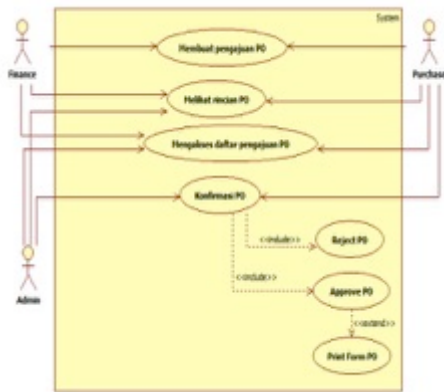 System
Membuat pengajuan PO
Finance
Purchase
Melihat rincian PO
Mengakses daftar pengajuan PO
Konfirmasi PO
<<include>>
Reject PO
Admin
<<include>>
Approve PO
<<extend>>
Print Form PO